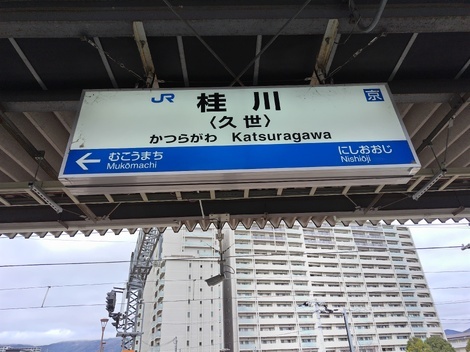 JR 桂川 京
〈久世〉
かつらがわ Katsuragawa
← むこうまち にしおおじ
Mukōmachi Nishiōji